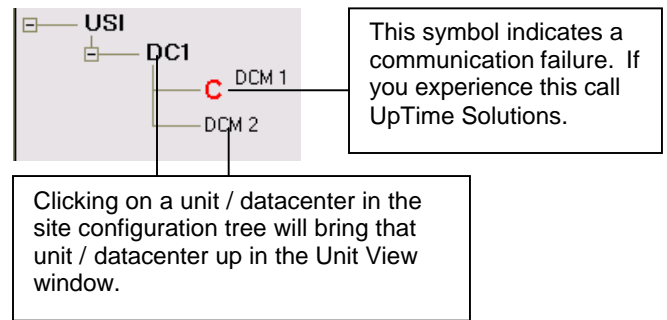 USI
DC1
C DCM 1
DCM 2
This symbol indicates a
communication failure. If
you experience this call
UpTime Solutions.
Clicking on a unit / datacenter in the
site configuration tree will bring that
unit / datacenter up in the Unit View
window.